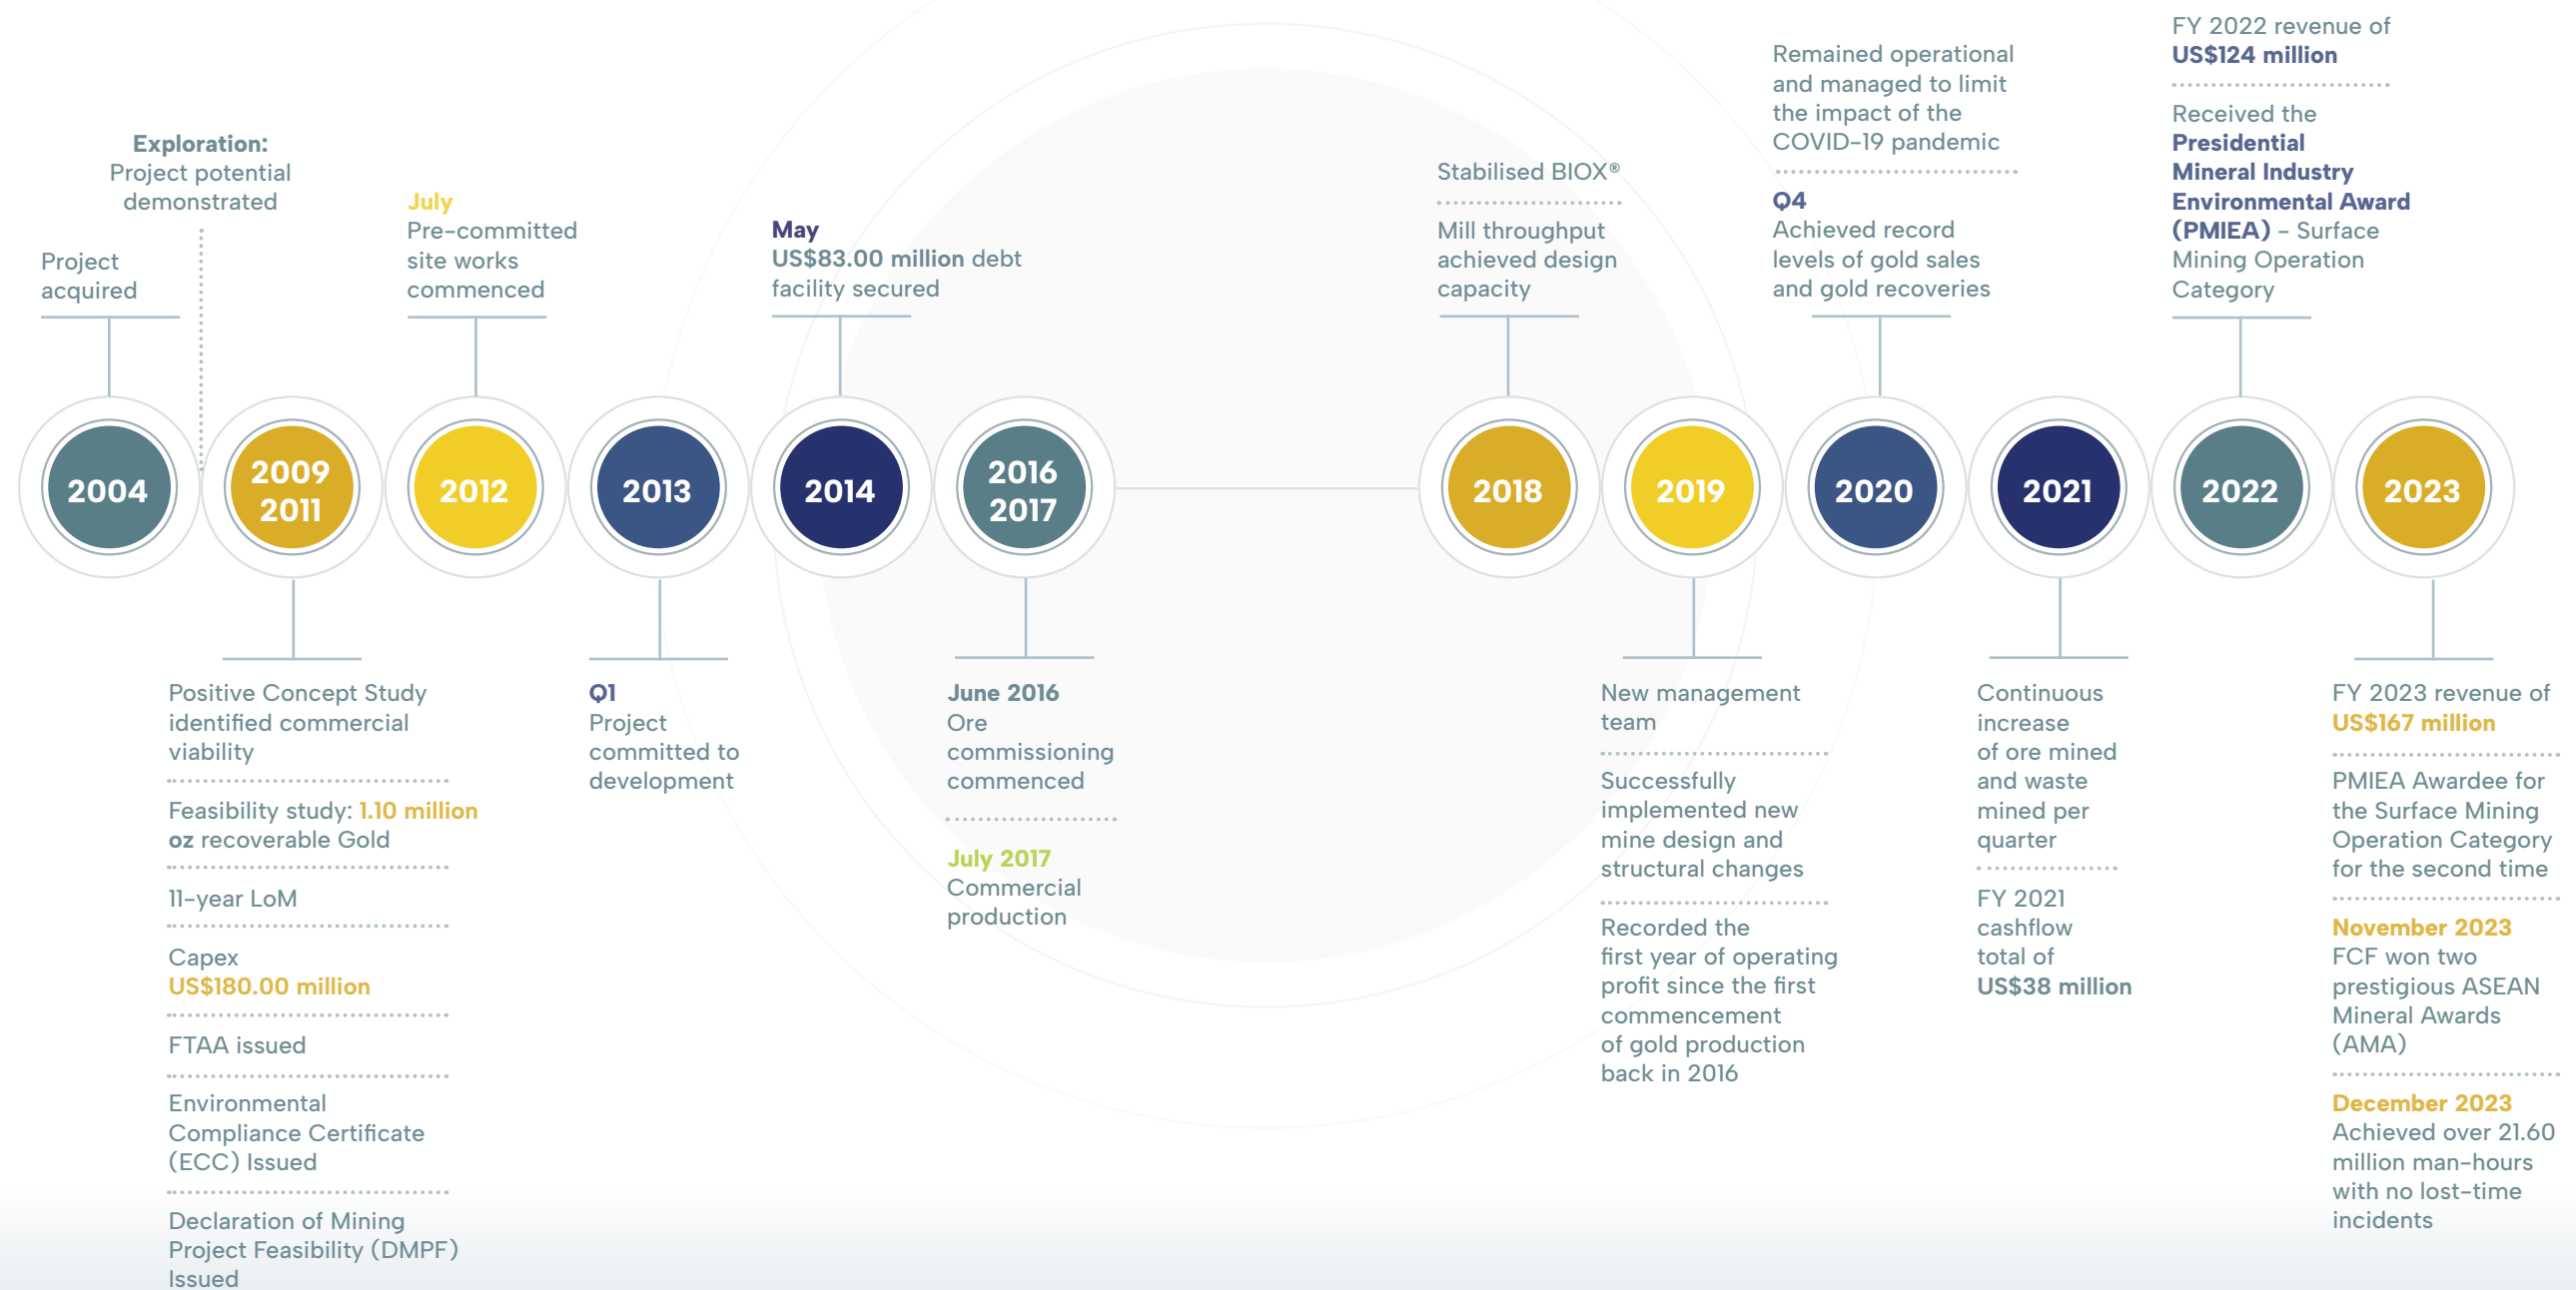 Project
acquired
2004
Exploration:
Project potential
demonstrated
2009
2011
Positive Concept Study
identified commercial
viability
Feasibility study: 1.10 million
oz recoverable Gold
11-year LoM
Capex
US$180.00 million
FTAA issued
Environmental
Compliance Certificate
(ECC) Issued
Declaration of Mining
Project Feasibility (DMPF)
Issued
July
Pre-committed
site works
commenced
2012
2013
Q1
Project
committed to
development
May
US$83.00 million debt
facility secured
2014
2016
2017
June 2016
Ore
commissioning
commenced
July 2017
Commercial
production
Stabilised BIOX®
Mill throughput
achieved design
capacity
2018
2019
New management
team
Successfully
implemented new
mine design and
structural changes
Recorded the
first year of operating
profit since the first
commencement
of gold production
back in 2016
Remained operational
and managed to limit
the impact of the
COVID-19 pandemic
Q4
Achieved record
levels of gold sales
and gold recoveries
2020
2021
Continuous
increase
of ore mined
and waste
mined per
quarter
FY 2021
cashflow
total of
US$38 million
FY 2022 revenue of
US$124 million
Received the
Presidential
Mineral Industry
Environmental Award
(PMIEA) – Surface
Mining Operation
Category
2022
2023
FY 2023 revenue of
US$167 million
PMIEA Awardee for
the Surface Mining
Operation Category
for the second time
November 2023
FCF won two
prestigious ASEAN
Mineral Awards
(AMA)
December 2023
Achieved over 21.60
million man-hours
with no lost-time
incidents